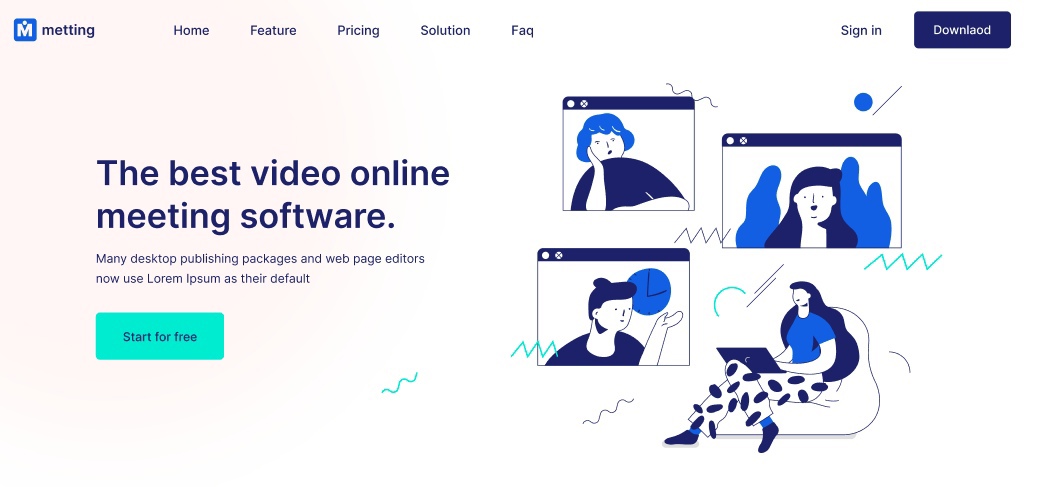 metting
Home
Feature
Pricing
Solution
Faq
Sign in
Downlaod
The best video online
meeting software.
Many desktop publishing packages and web page editors
now use Lorem Ipsum as their default
Start for free